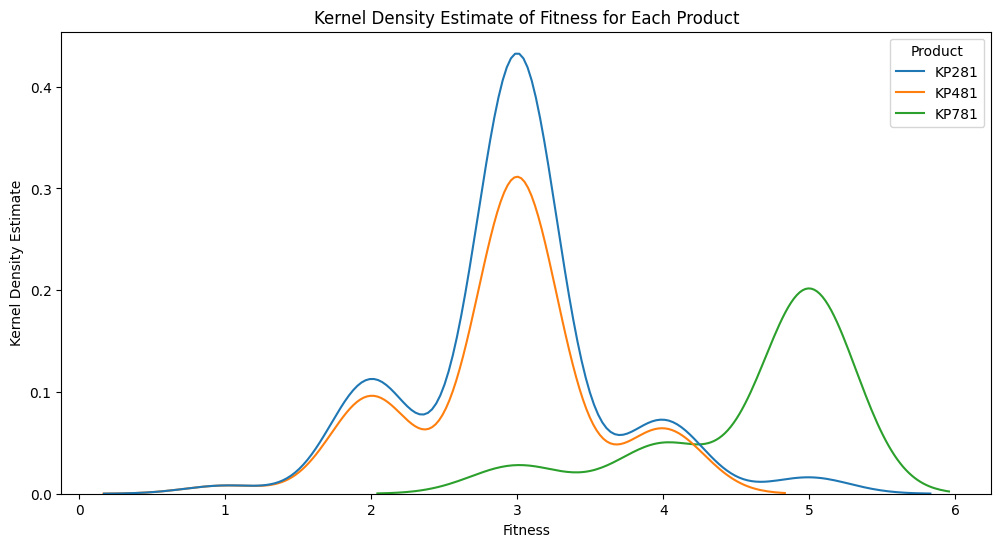 Kernel Density Estimate of Fitness for Each Product
Product
KP281
KP481
KP781
Kernel Density Estimate
0.4
0.3
0.2
0.1
0.0
0 1 2 3 4 5 6
Fitness